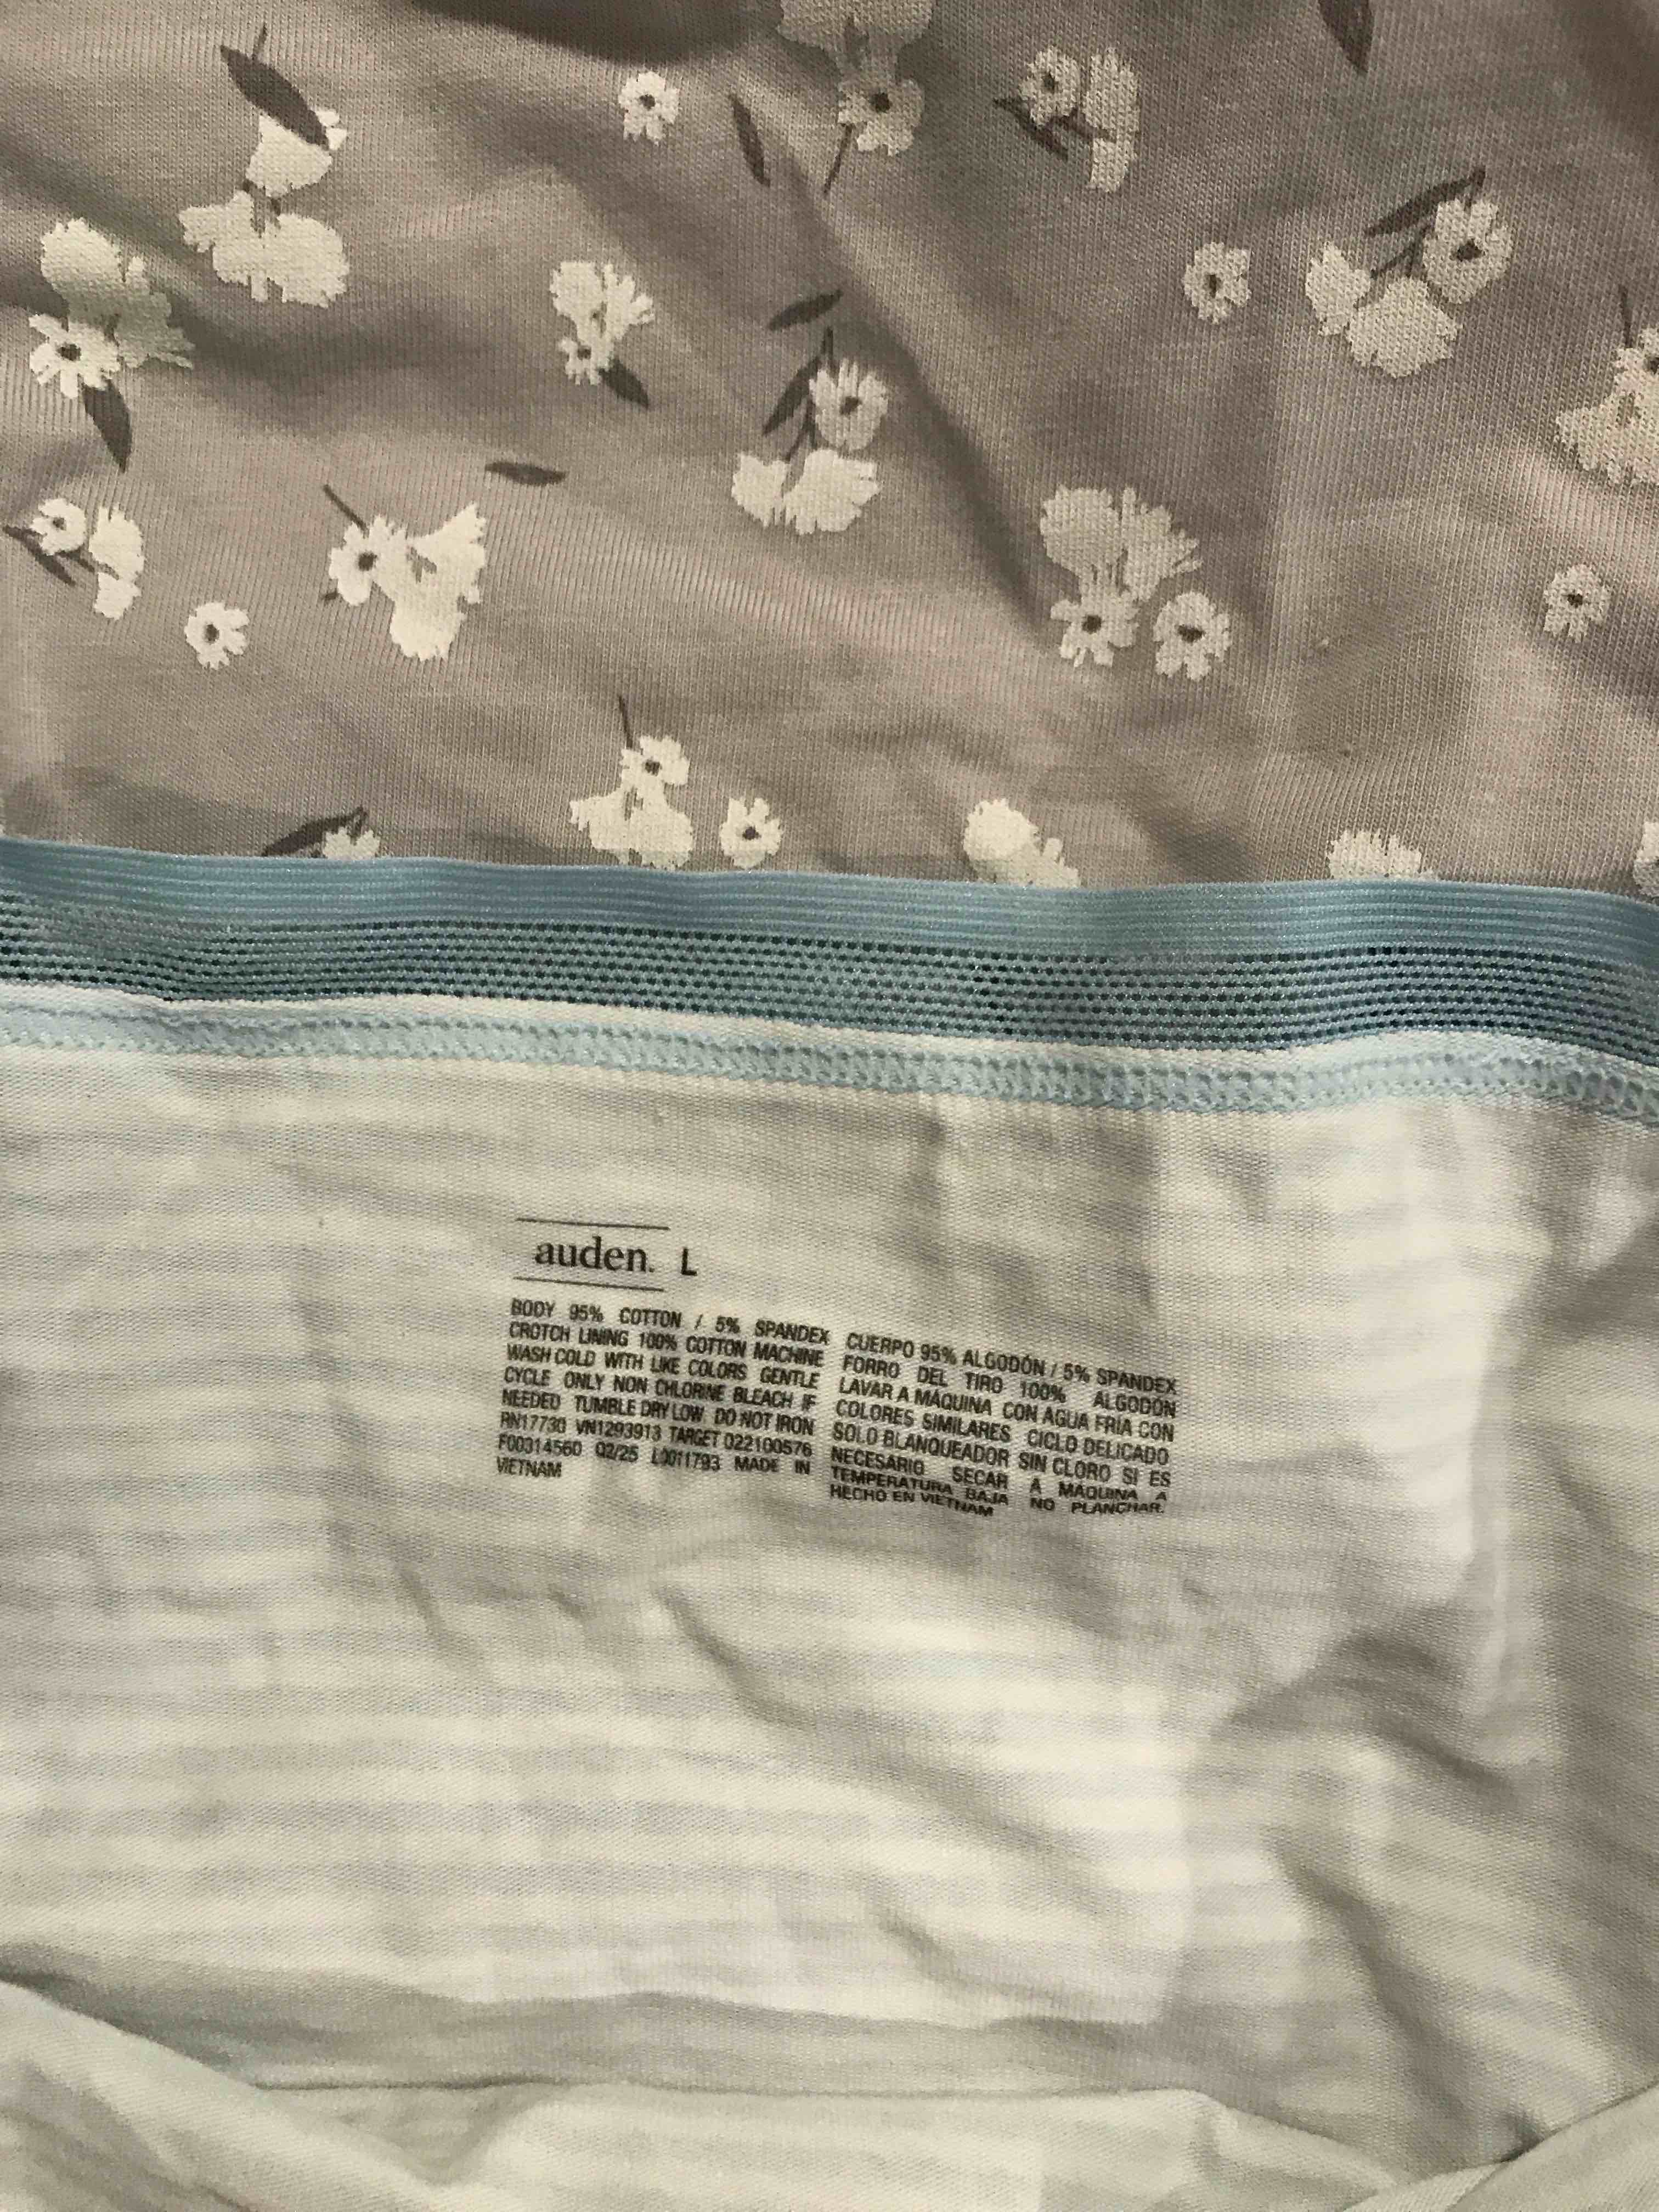 auden. L
BODY 95% COTTON / 5% SPANDEX
CROTCH LINING 100% COTTON MACHINE
WASH COLD WITH LIKE COLORS GENTLE
CYCLE ONLY NON CHLORINE BLEACH IF
NEEDED TUMBLE DRY LOW DO NOT IRON
RN17730 VN1293913 TARGET 022100576
F00314560 Q2/25 L0011793 MADE IN
VIETNAM
CUERPO 95% ALGODÓN / 5% SPANDEX
FORRO DEL TIRO 100% ALGODÓN
LAVAR A MÁQUINA CON AGUA FRÍA CON
COLORES SIMILARES CICLO DELICADO
SOLO BLANQUEADOR SIN CLORO SI ES
NECESARIO SECAR A MÁQUINA A
TEMPERATURA BAJA NO PLANCHAR.
HECHO EN VIETNAM